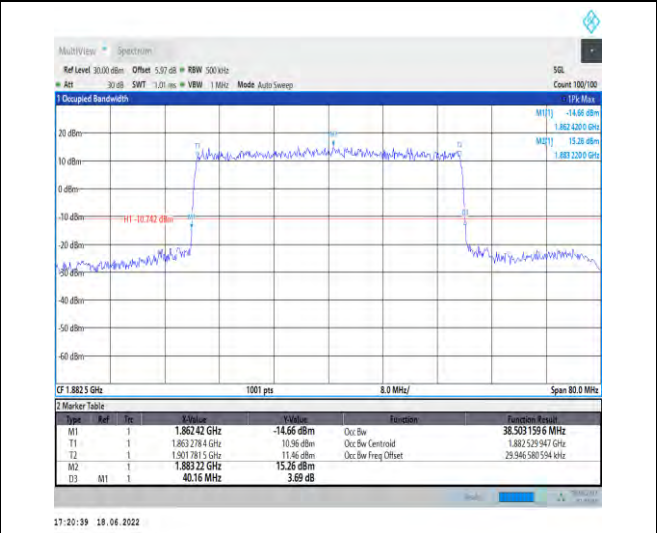 MultiView Spectrum
Ref Level 30.00 dBm Offset 5.97 dB RBW 500 kHz SGL
Att 30 dB SWT 1.01 ms VBW 1 MHz Mode Auto Sweep Count 100/100
1 Occupied Bandwidth 1Pk Max
M1[1] -14.66 dBm
1.862 420 0 GHz
M2[1] 15.26 dBm
1.883 220 0 GHz
20 dBm
10 dBm
0 dBm
-10 dBm
H1 -10.742 dBm
-20 dBm
-30 dBm
-40 dBm
-50 dBm
-60 dBm
CF 1.882 5 GHz 1001 pts 8.0 MHz/ Span 80.0 MHz
2 Marker Table
Type Ref Trc X-Value Y-Value Function Function Result
M1 1 1.862 42 GHz -14.66 dBm Occ Bw 38.503 159 6 MHz
T1 1 1.863 278 4 GHz 10.96 dBm Occ Bw Centroid 1.882 529 947 GHz
T2 1 1.901 781 5 GHz 11.46 dBm Occ Bw Freq Offset 29.946 580 594 kHz
M2 1 1.883 22 GHz 15.26 dBm
D3 M1 1 40.16 MHz 3.69 dB
17:20:39 18.06.2022